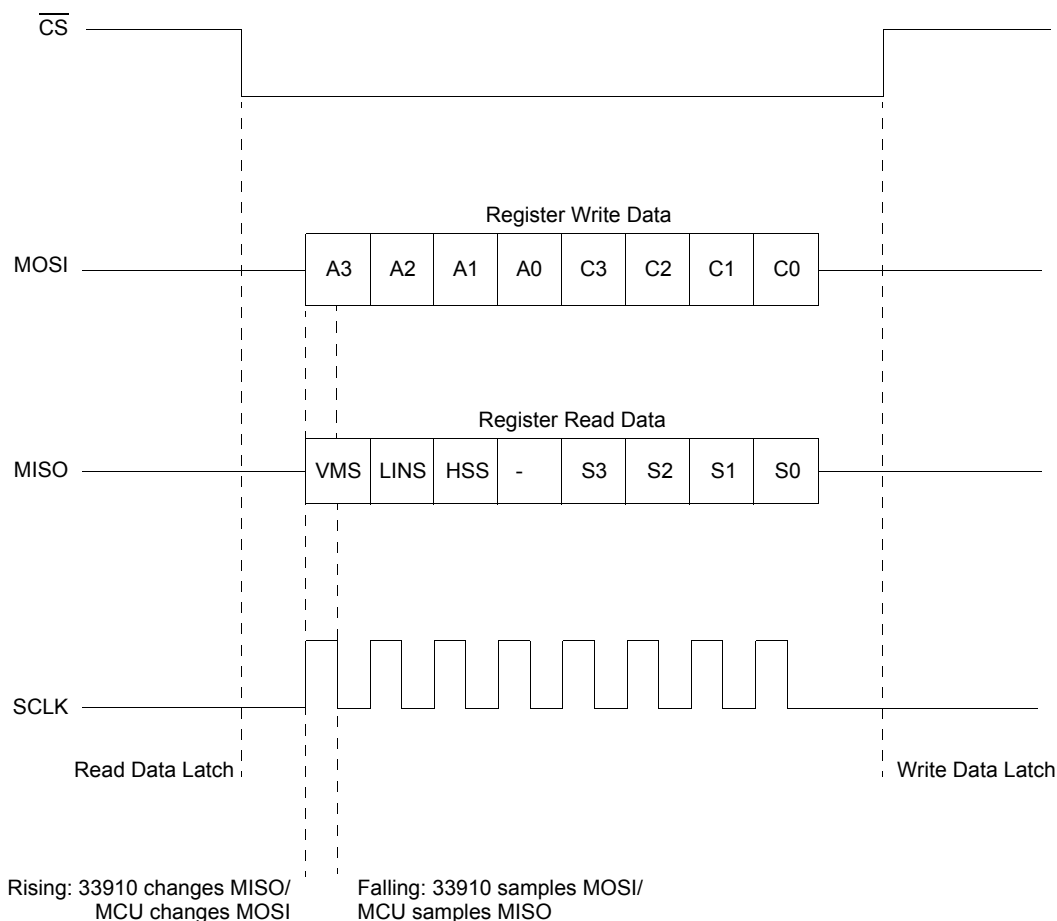 CS
Register Write Data
MOSI A3 A2 A1 A0 C3 C2 C1 C0
Register Read Data
MISO VMS LINS HSS - S3 S2 S1 S0
SCLK
Read Data Latch
Write Data Latch
Rising: 33910 changes MISO/
MCU changes MOSI
Falling: 33910 samples MOSI/
MCU samples MISO